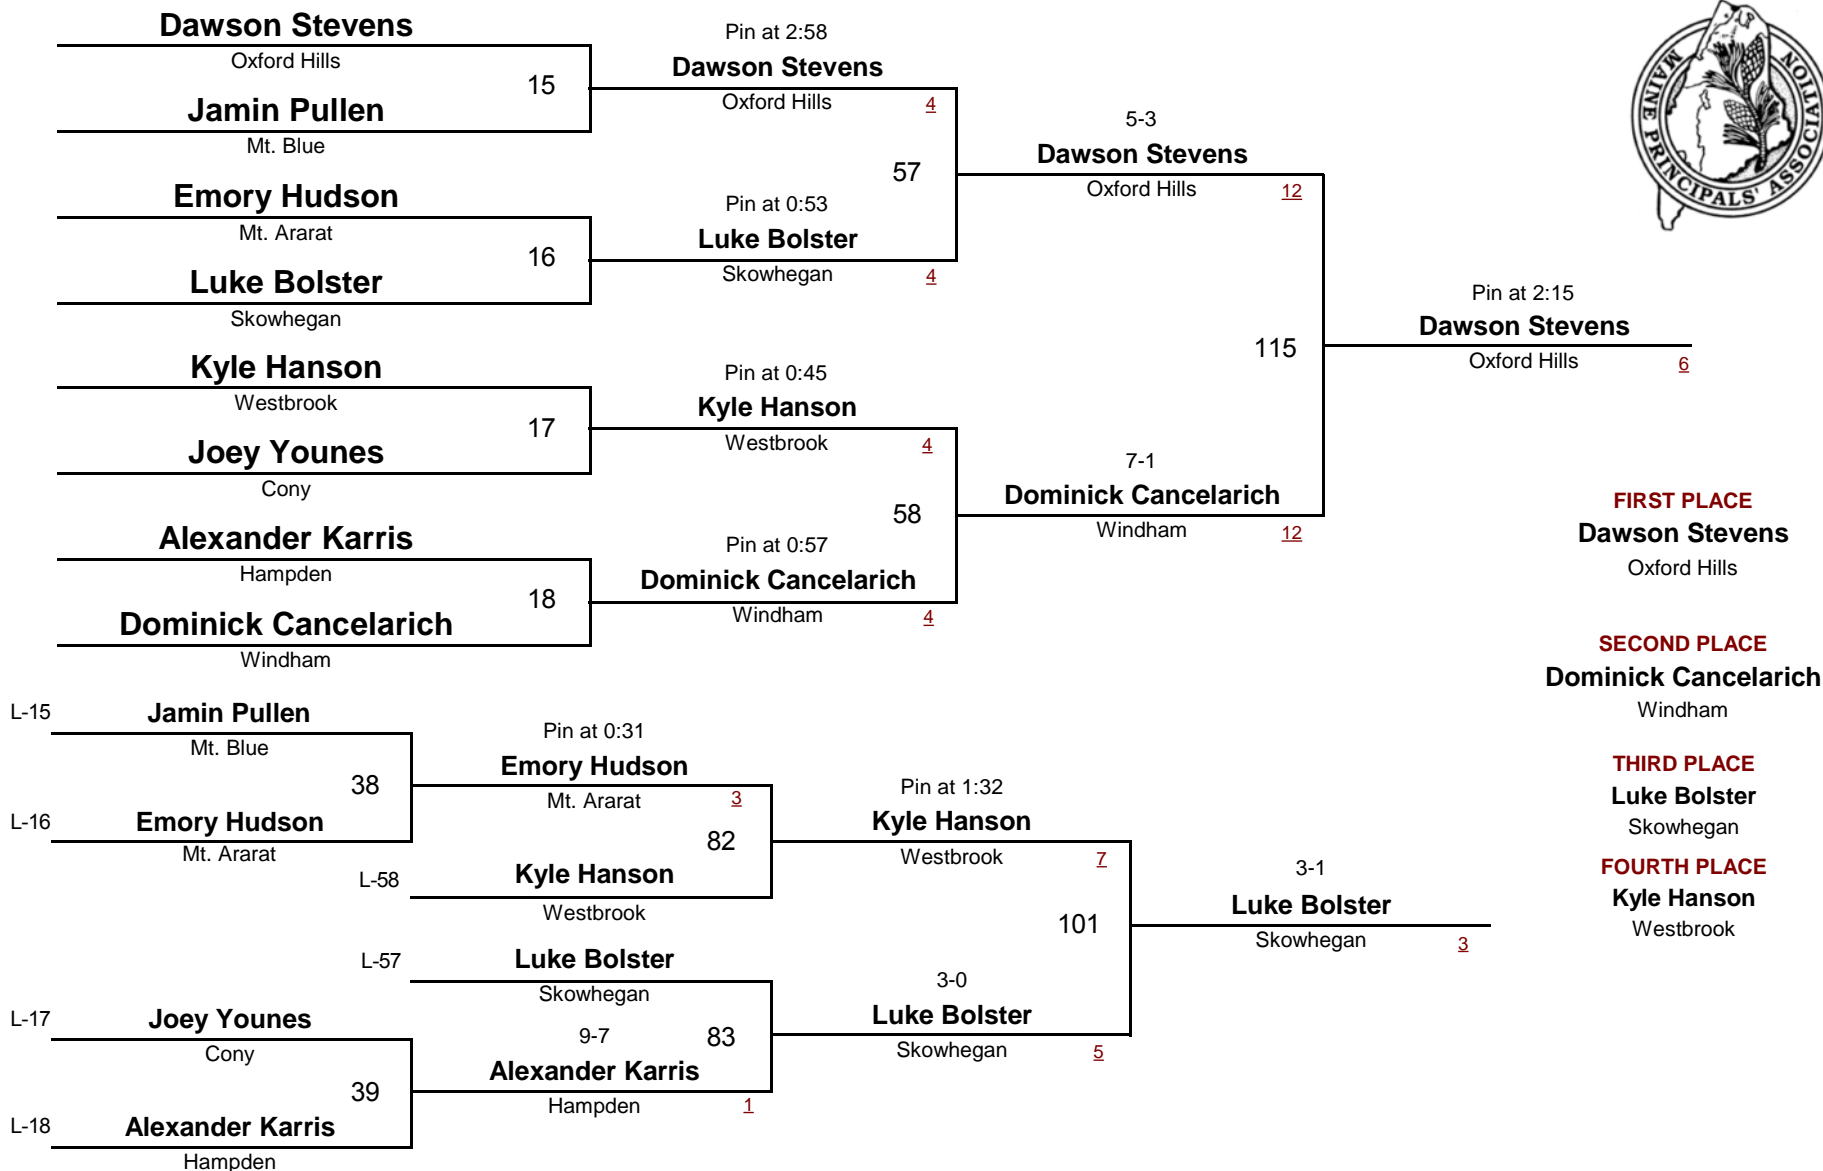 Dawson Stevens
Oxford Hills
15
Jamin Pullen
Mt. Blue
Emory Hudson
Mt. Ararat
16
Luke Bolster
Skowhegan
Kyle Hanson
Westbrook
17
Joey Younes
Cony
Alexander Karris
Hampden
18
Dominick Cancelarich
Windham
Pin at 2:58
Dawson Stevens
Oxford Hills 4
57
Pin at 0:53
Luke Bolster
Skowhegan 4
Pin at 0:45
Kyle Hanson
Westbrook 4
58
Pin at 0:57
Dominick Cancelarich
Windham 4
5-3
Dawson Stevens
Oxford Hills 12
115
7-1
Dominick Cancelarich
Windham 12
Pin at 2:15
Dawson Stevens
Oxford Hills 6
MAINE PRINCIPALS' ASSOCIATION
FIRST PLACE
Dawson Stevens
Oxford Hills
SECOND PLACE
Dominick Cancelarich
Windham
THIRD PLACE
Luke Bolster
Skowhegan
FOURTH PLACE
Kyle Hanson
Westbrook
L-15 Jamin Pullen
Mt. Blue
38
L-16 Emory Hudson
Mt. Ararat
L-17 Joey Younes
Cony
39
L-18 Alexander Karris
Hampden
Pin at 0:31
Emory Hudson
Mt. Ararat 3
82
L-58 Kyle Hanson
Westbrook
L-57 Luke Bolster
Skowhegan
9-7 83
Alexander Karris
Hampden 1
Pin at 1:32
Kyle Hanson
Westbrook 7
101
3-0
Luke Bolster
Skowhegan 5
3-1
Luke Bolster
Skowhegan 3